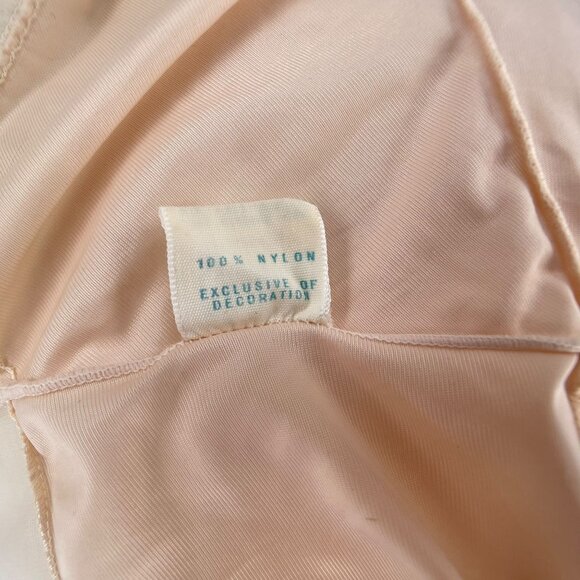 100% NYLON
EXCLUSIVE OF
DECORATION